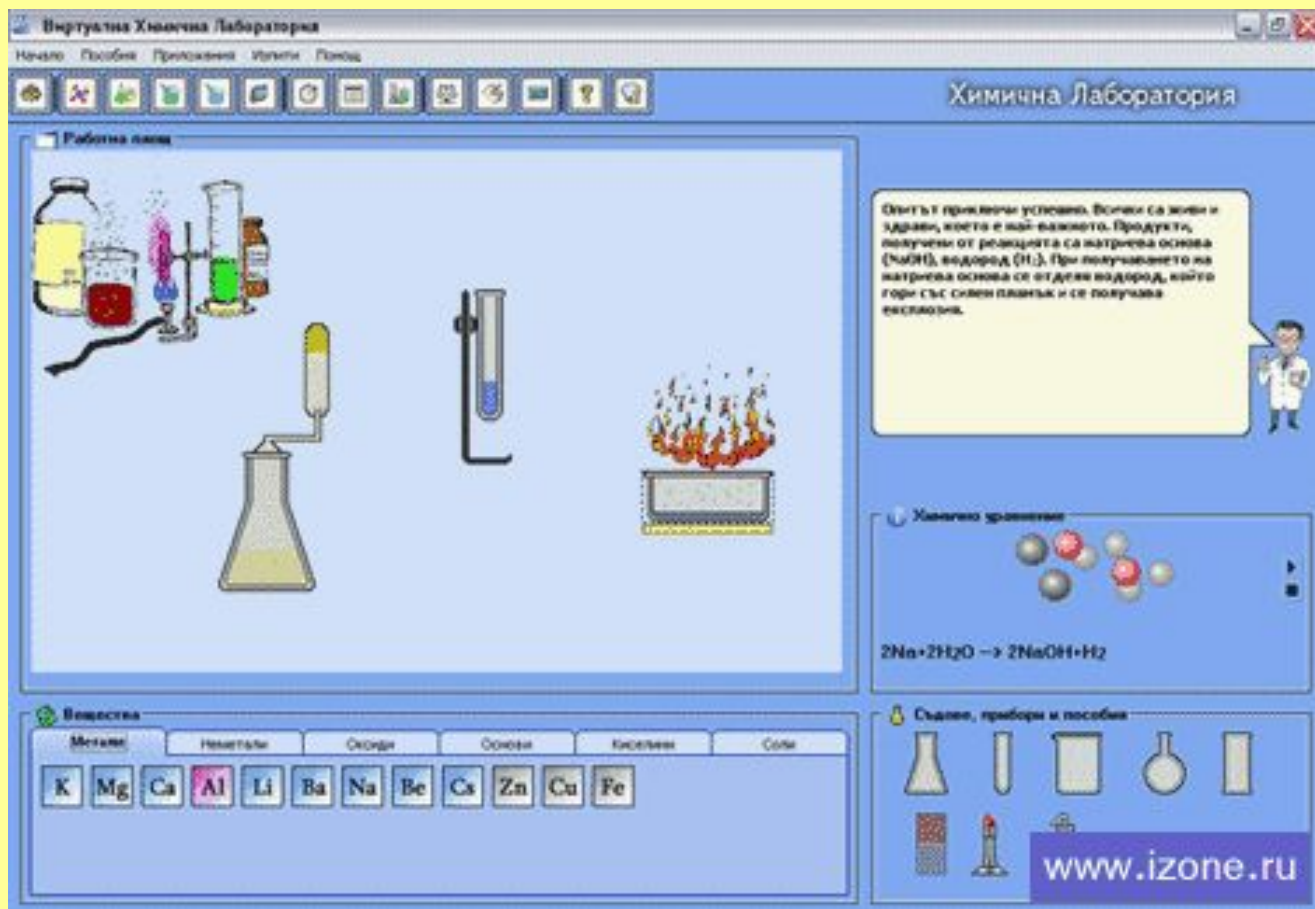 Виртуална Химична Лаборатория
Начало Пособия Приложения Изпити Помощ
Химична Лаборатория
Работна площ
Опитът приключи успешно. Всички са живи и
здрави, което е най-важното. Продукти,
получени от реакцията са натриева основа
(NaOH), водород (H₂). При получаването на
натриева основа се отделя водород, който
гори със силен пламък и се получава
експлозия.
Химично уравнение
2Na+2H₂O --> 2NaOH+H₂
Вещества
Метали Неметали Оксиди Основи Киселини Соли
K Mg Ca Al Li Ba Na Be Cs Zn Cu Fe
Съдове, прибори и пособия
www.izone.ru